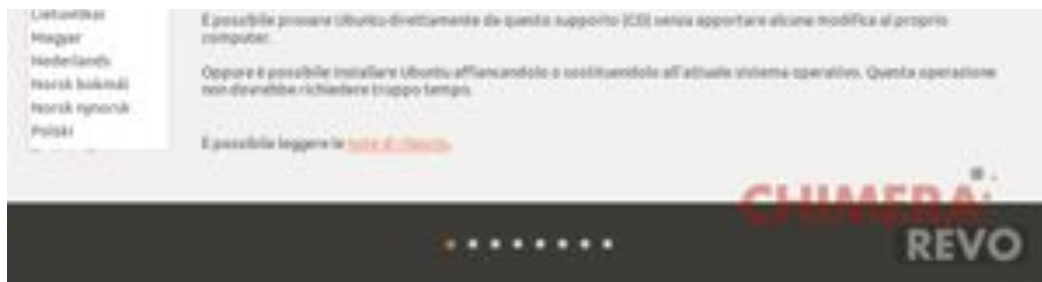 Lietuviškai
Magyar
Nederlands
Norsk bokmål
Norsk nynorsk
Polski
È possibile provare Ubuntu direttamente da questo supporto (CD) senza apportare alcuna modifica al proprio
computer.
Oppure è possibile installare Ubuntu affiancandolo o sostituendolo all'attuale sistema operativo. Questa operazione
non dovrebbe richiedere troppo tempo.
È possibile leggere le note di rilascio.
CHIMERA
REVO